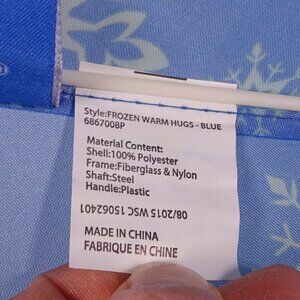 Style:FROZEN WARM HUGS - BLUE
6867008P
Material Content:
Shell:100% Polyester
Frame:Fiberglass & Nylon
Shaft:Steel
Handle:Plastic
08/2015 WSC 15062401
MADE IN CHINA
FABRIQUE EN CHINE